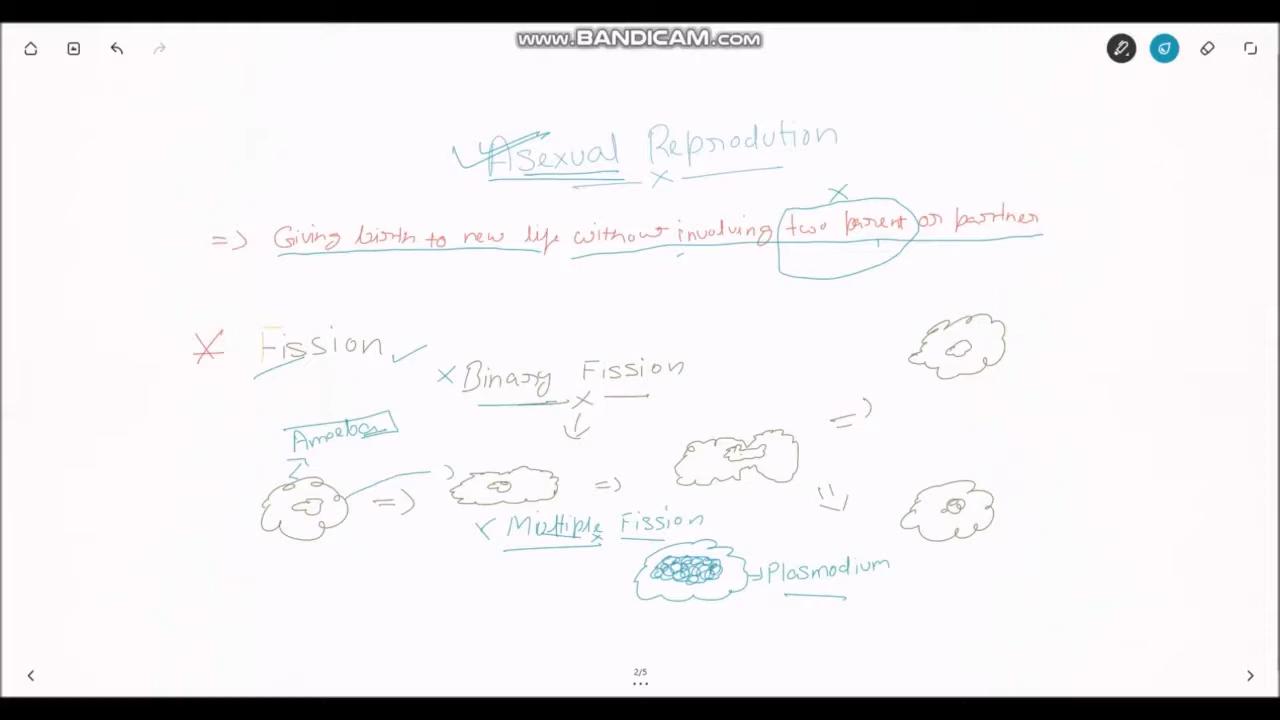 www.BANDICAM.com
Asexual Reprodution
=> Giving birth to new life without involving two parent or partner
Fission
Binary Fission
Amoeba
Multiple Fission
Plasmodium
2/5